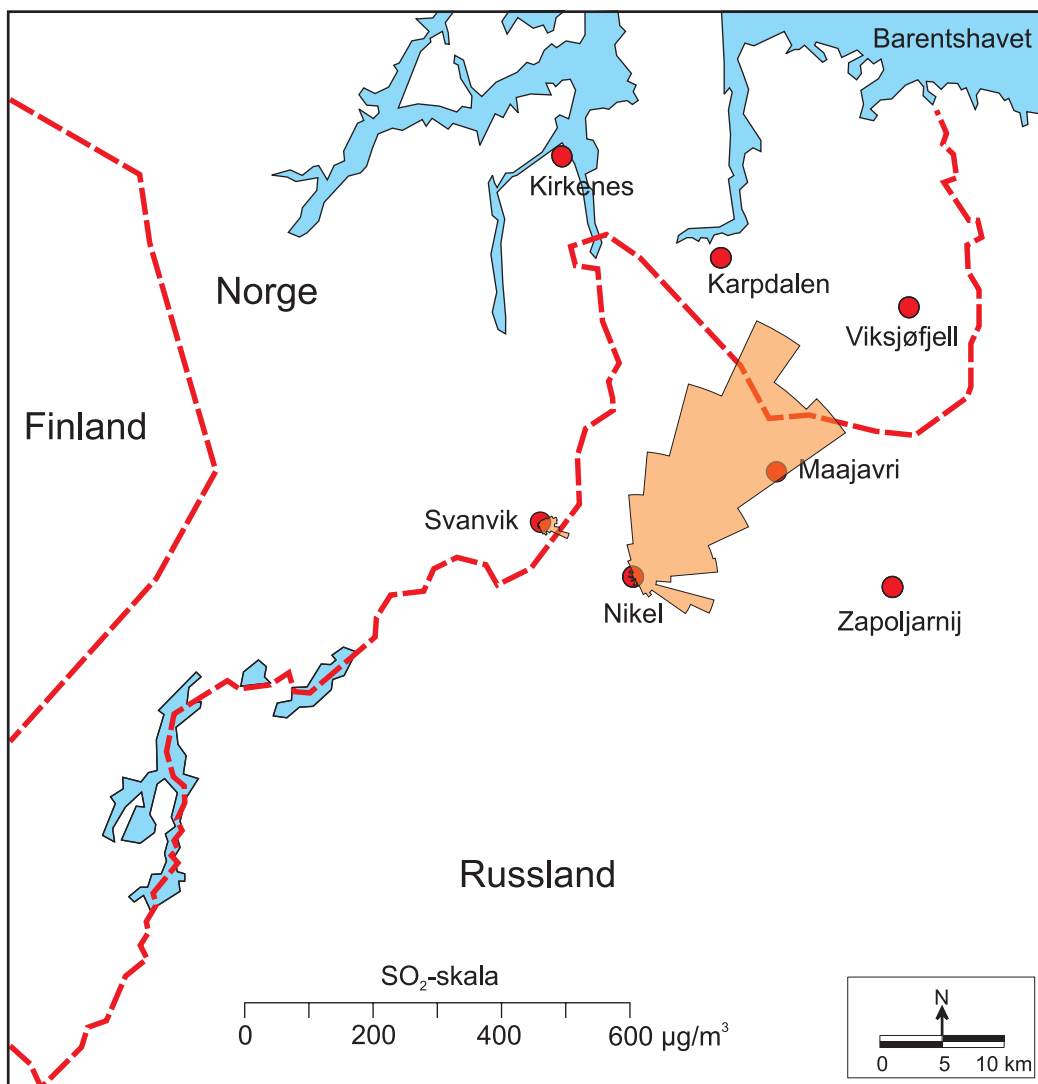 Barentshavet
Kirkenes
Karpdalen
Norge
Viksjøfjell
Finland
Maajavri
Svanvik
Nikel
Zapoljarnij
Russland
SO₂-skala
0 200 400 600 µg/m³
N
0 5 10 km